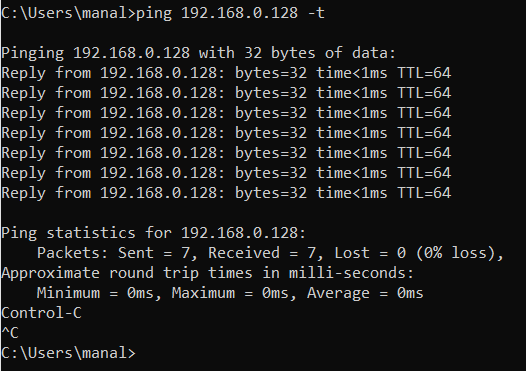 C:\Users\manal>ping 192.168.0.128 -t
Pinging 192.168.0.128 with 32 bytes of data:
Reply from 192.168.0.128: bytes=32 time<1ms TTL=64
Reply from 192.168.0.128: bytes=32 time<1ms TTL=64
Reply from 192.168.0.128: bytes=32 time<1ms TTL=64
Reply from 192.168.0.128: bytes=32 time<1ms TTL=64
Reply from 192.168.0.128: bytes=32 time<1ms TTL=64
Reply from 192.168.0.128: bytes=32 time<1ms TTL=64
Reply from 192.168.0.128: bytes=32 time<1ms TTL=64
Ping statistics for 192.168.0.128:
    Packets: Sent = 7, Received = 7, Lost = 0 (0% loss),
Approximate round trip times in milli-seconds:
    Minimum = 0ms, Maximum = 0ms, Average = 0ms
Control-C
^C
C:\Users\manal>